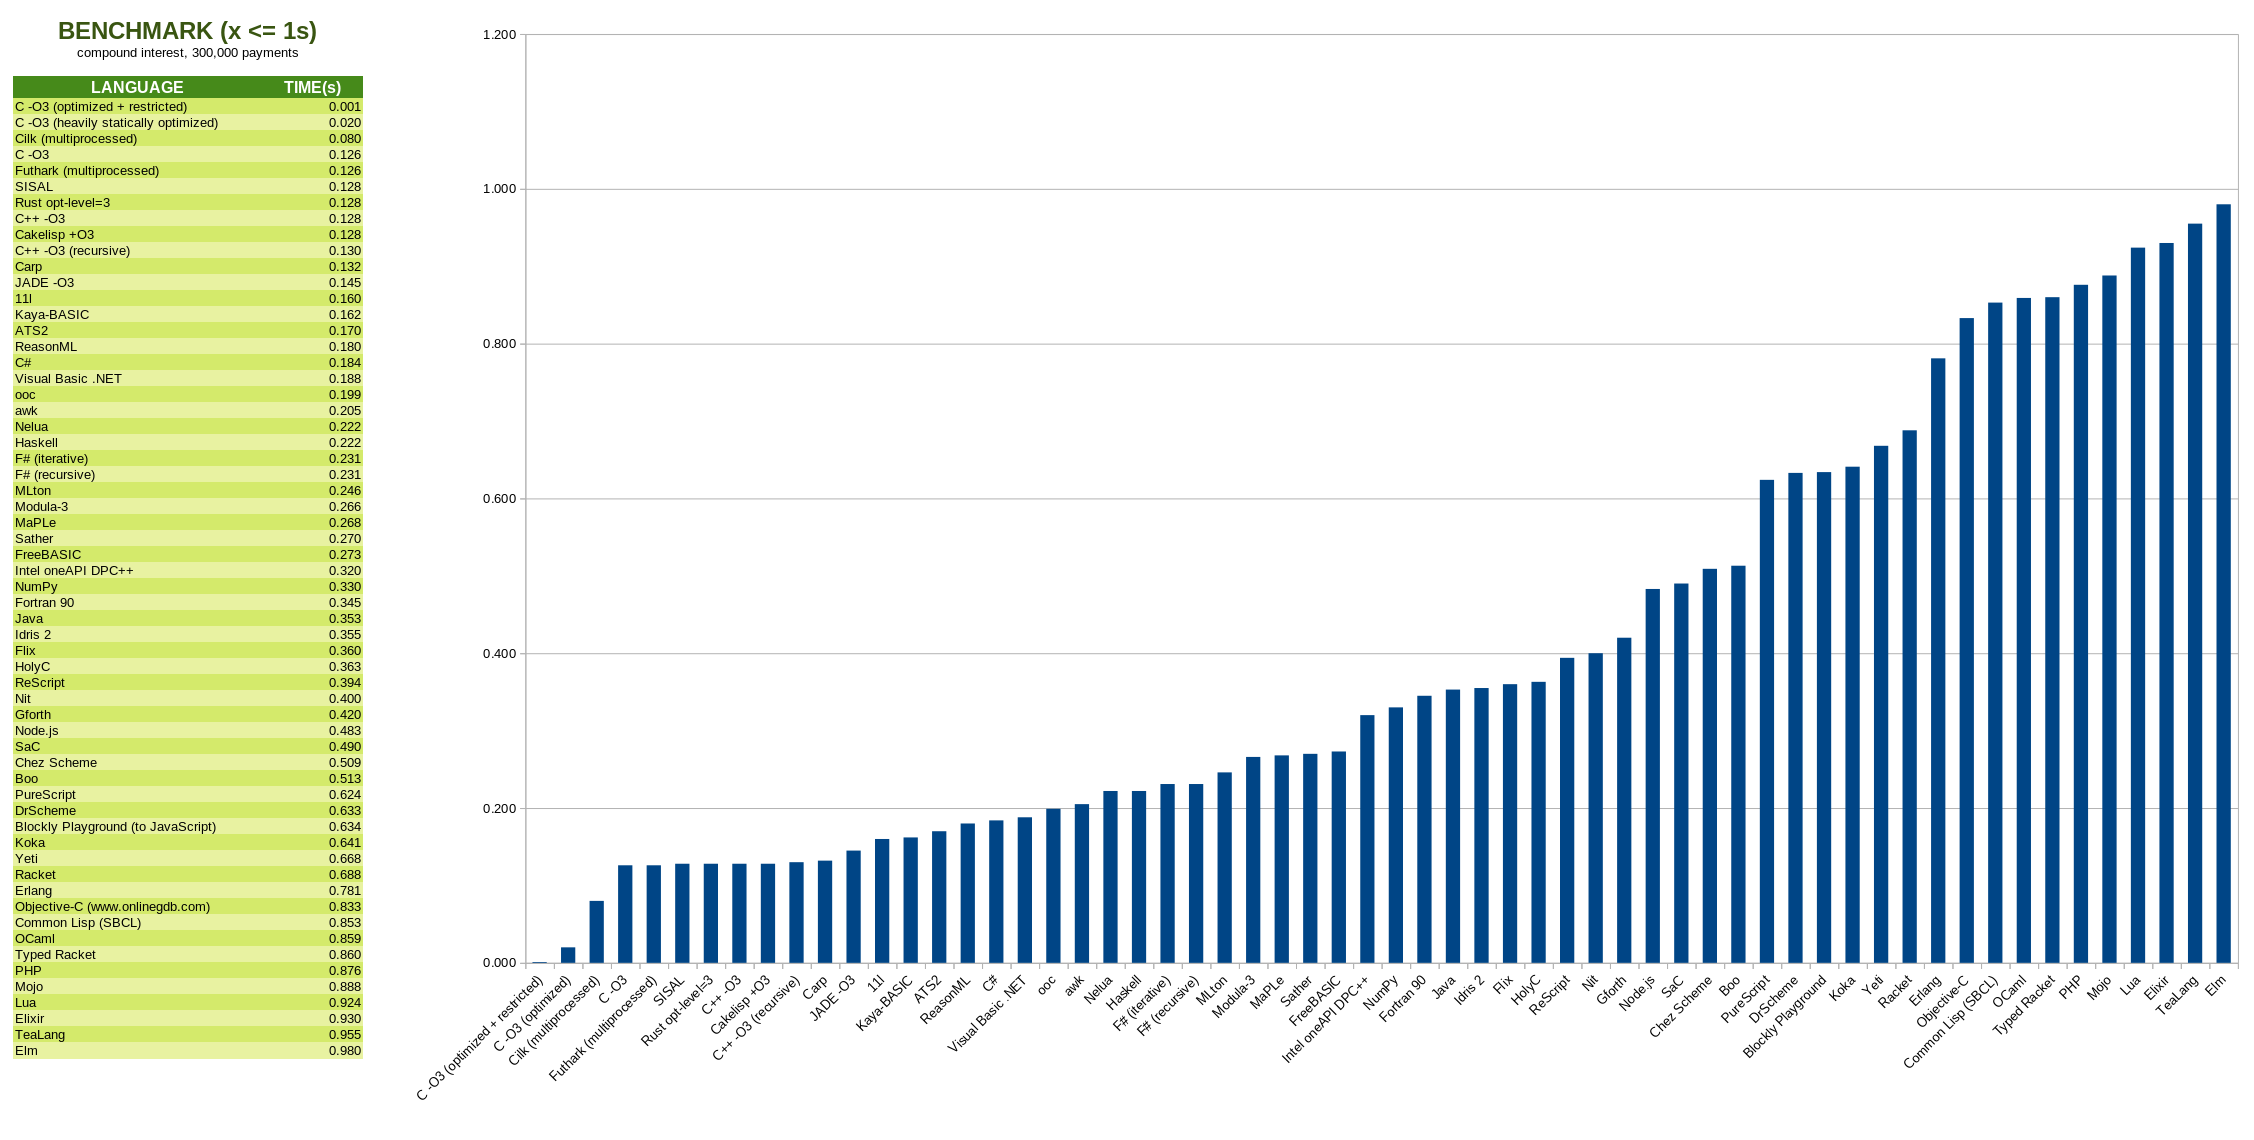 BENCHMARK (x <= 1s)
compound interest, 300,000 payments
LANGUAGE TIME(s)
C -O3 (optimized + restricted) 0.001
C -O3 (heavily statically optimized) 0.020
Cilk (multiprocessed) 0.080
C -O3 0.126
Futhark (multiprocessed) 0.126
SISAL 0.128
Rust opt-level=3 0.128
C++ -O3 0.128
Cakelisp +O3 0.128
C++ -O3 (recursive) 0.130
Carp 0.132
JADE -O3 0.145
11l 0.160
Kaya-BASIC 0.162
ATS2 0.170
ReasonML 0.180
C# 0.184
Visual Basic .NET 0.188
ooc 0.199
awk 0.205
Nelua 0.222
Haskell 0.222
F# (iterative) 0.231
F# (recursive) 0.231
MLton 0.246
Modula-3 0.266
MaPLe 0.268
Sather 0.270
FreeBASIC 0.273
Intel oneAPI DPC++ 0.320
NumPy 0.330
Fortran 90 0.345
Java 0.353
Idris 2 0.355
Flix 0.360
HolyC 0.363
ReScript 0.394
Nit 0.400
Gforth 0.420
Node.js 0.483
SaC 0.490
Chez Scheme 0.509
Boo 0.513
PureScript 0.624
DrScheme 0.633
Blockly Playground (to JavaScript) 0.634
Koka 0.641
Yeti 0.668
Racket 0.688
Erlang 0.781
Objective-C (www.onlinegdb.com) 0.833
Common Lisp (SBCL) 0.853
OCaml 0.859
Typed Racket 0.860
PHP 0.876
Mojo 0.888
Lua 0.924
Elixir 0.930
TeaLang 0.955
Elm 0.980
1.200
1.000
0.800
0.600
0.400
0.200
0.000
C -O3 (optimized + restricted)
C -O3 (optimized)
Cilk (multiprocessed)
C -O3
Futhark (multiprocessed)
SISAL
Rust opt-level=3
C++ -O3
Cakelisp +O3
C++ -O3 (recursive)
Carp
JADE -O3
11l
Kaya-BASIC
ATS2
ReasonML
C#
Visual Basic .NET
ooc
awk
Nelua
Haskell
F# (iterative)
F# (recursive)
MLton
Modula-3
MaPLe
Sather
FreeBASIC
Intel oneAPI DPC++
NumPy
Fortran 90
Java
Idris 2
Flix
HolyC
ReScript
Nit
Gforth
Node.js
SaC
Chez Scheme
Boo
PureScript
DrScheme
Blockly Playground
Koka
Yeti
Racket
Erlang
Objective-C
Common Lisp (SBCL)
OCaml
Typed Racket
PHP
Mojo
Lua
Elixir
TeaLang
Elm